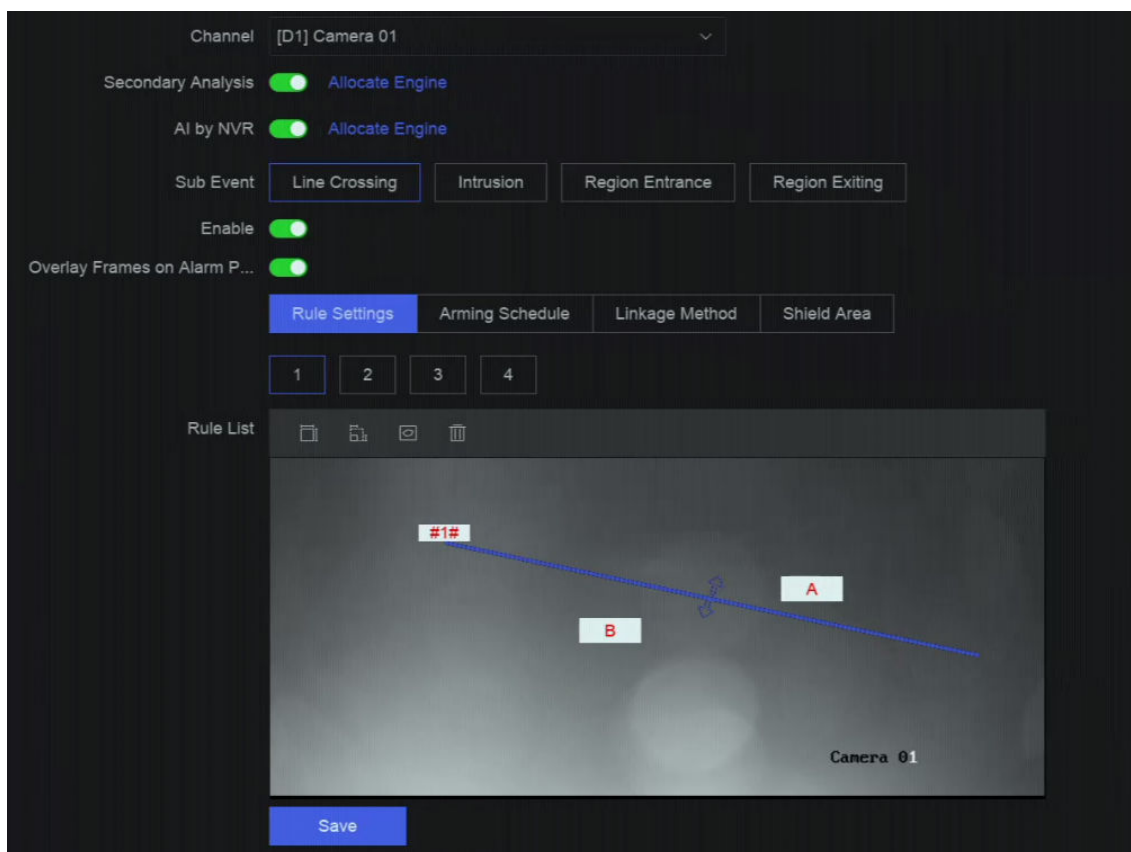 Channel [D1] Camera 01
Secondary Analysis Allocate Engine
AI by NVR Allocate Engine
Sub Event Line Crossing Intrusion Region Entrance Region Exiting
Enable
Overlay Frames on Alarm P...
Rule Settings Arming Schedule Linkage Method Shield Area
1 2 3 4
Rule List
#1#
A
B
Camera 01
Save